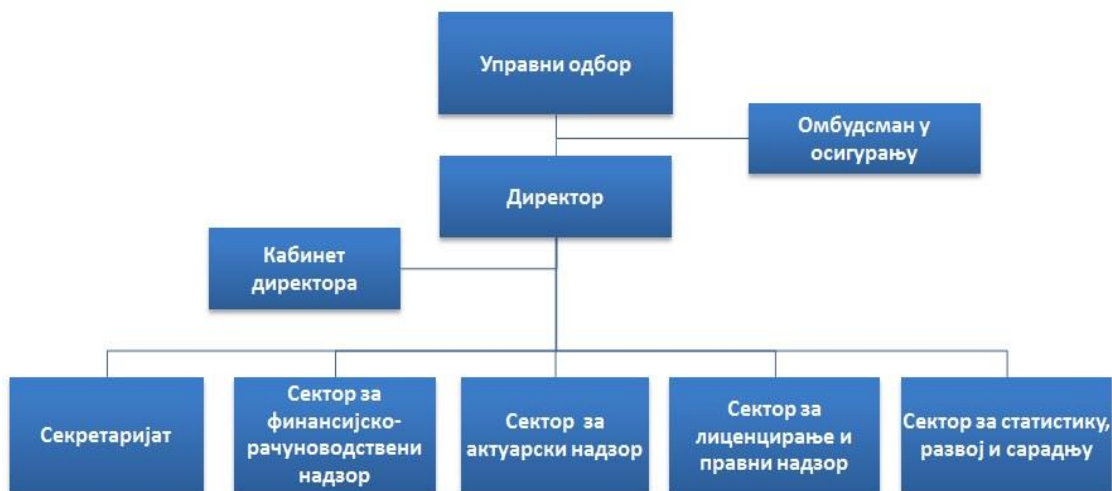 Управни одбор
Омбудсман у
осигурању
Директор
Кабинет
директора
Секретаријат
Сектор за
финансијско-
рачуноводствени
надзор
Сектор за
актуарски надзор
Сектор за
лиценцирање и
правни надзор
Сектор за статистику,
развој и сарадњу